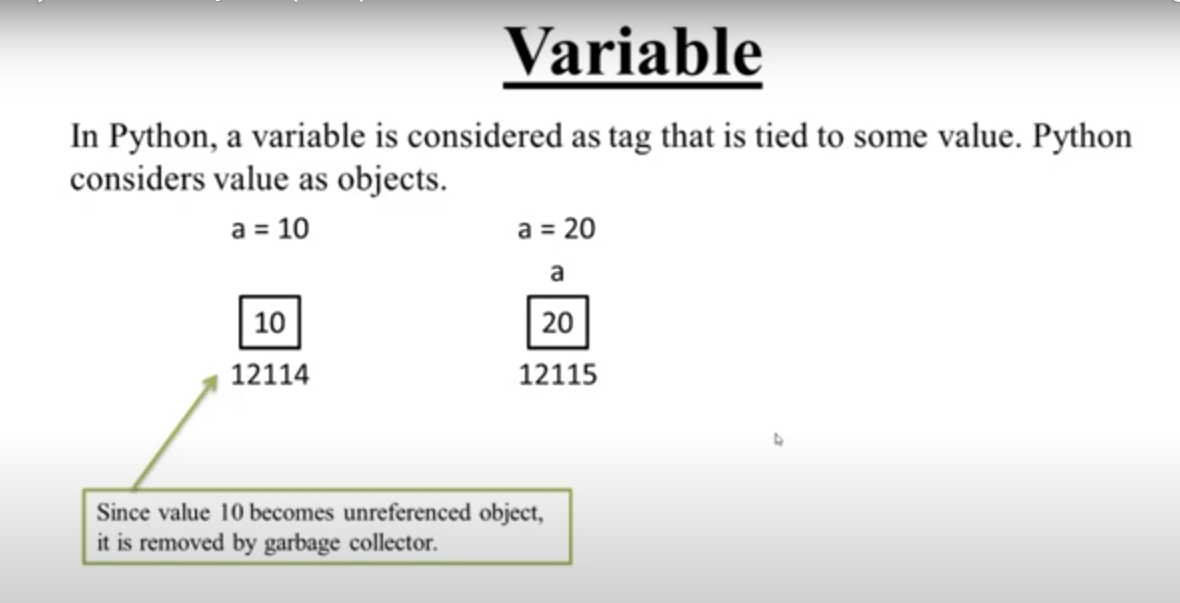 Variable
In Python, a variable is considered as tag that is tied to some value. Python
considers value as objects.
a = 10
a = 20
a
10
20
12114
12115
Since value 10 becomes unreferenced object,
it is removed by garbage collector.